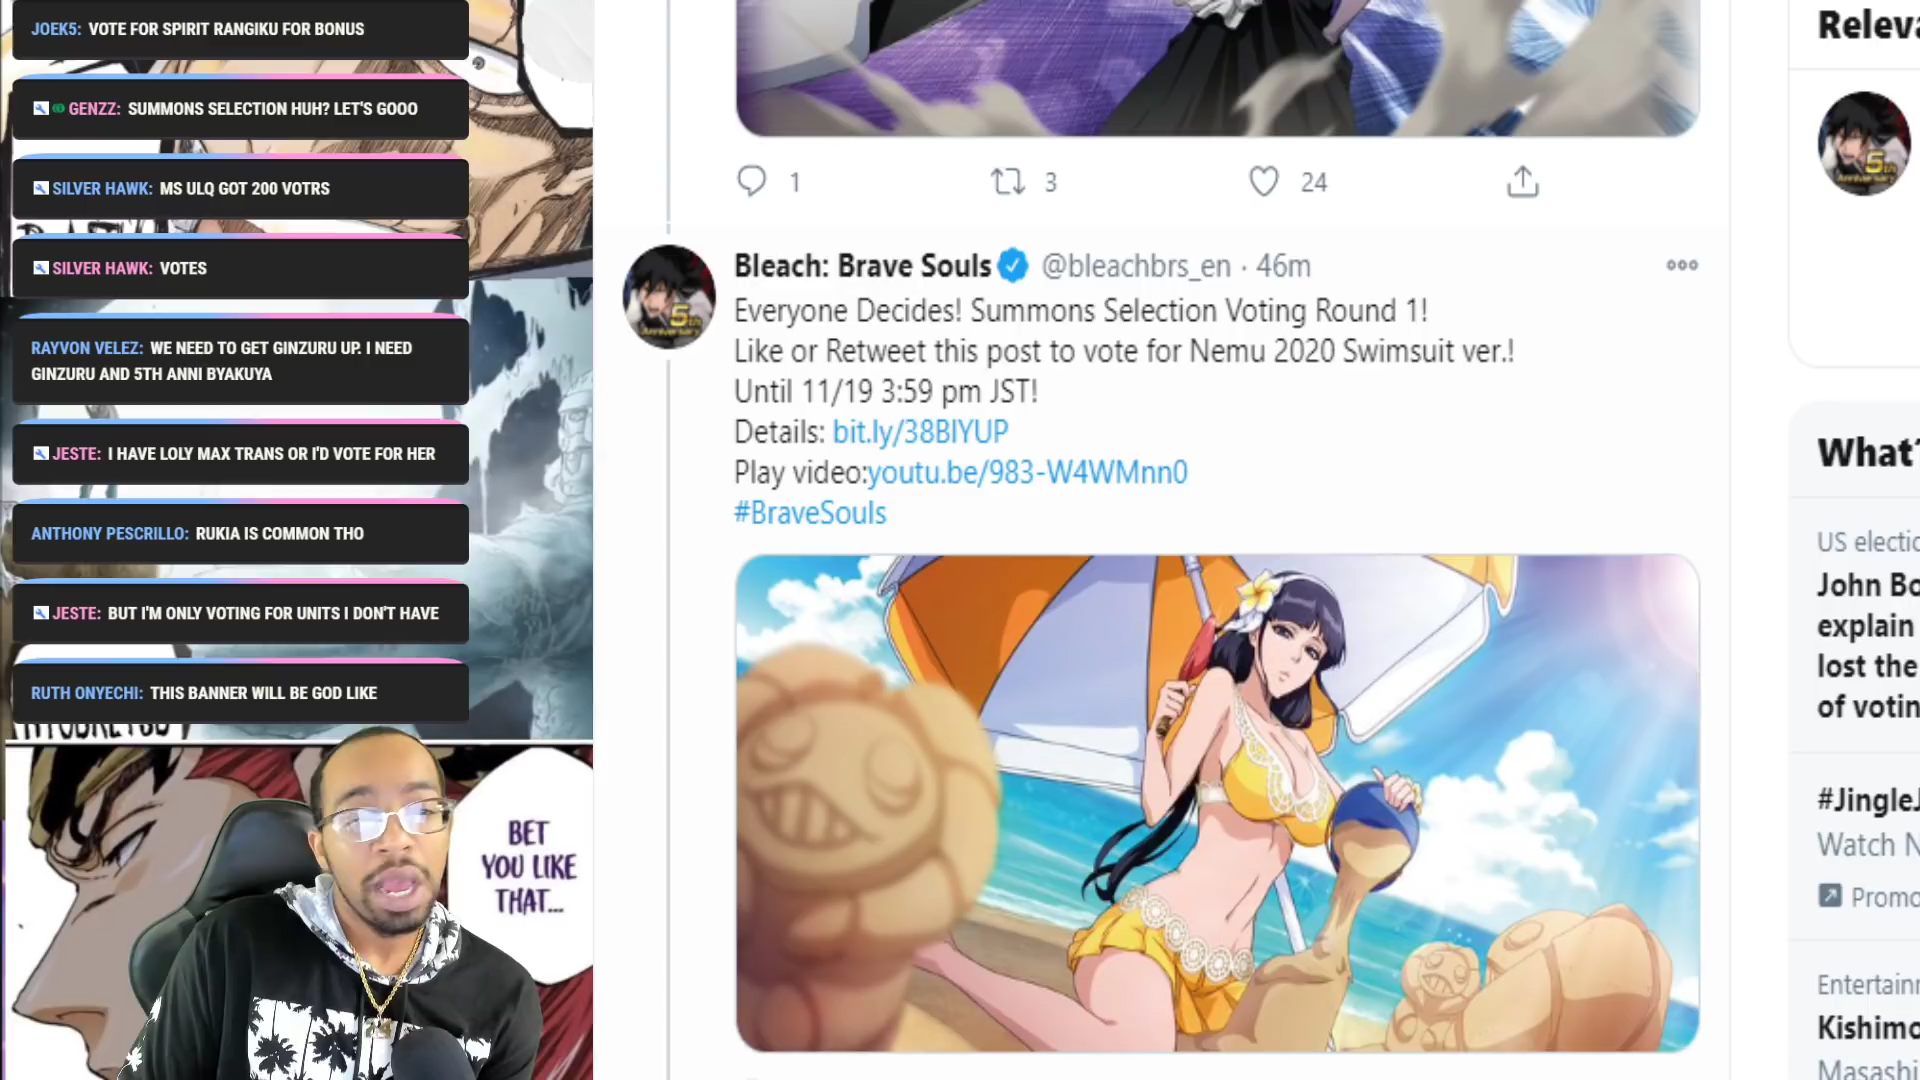 JOEK5: VOTE FOR SPIRIT RANGIKU FOR BONUS
GENZZ: SUMMONS SELECTION HUH? LET'S GOOO
SILVER HAWK: MS ULQ GOT 200 VOTRS
SILVER HAWK: VOTES
RAYVON VELEZ: WE NEED TO GET GINZURU UP. I NEED
GINZURU AND 5TH ANNI BYAKUYA
JESTE: I HAVE LOLY MAX TRANS OR I'D VOTE FOR HER
ANTHONY PESCRILLO: RUKIA IS COMMON THO
JESTE: BUT I'M ONLY VOTING FOR UNITS I DON'T HAVE
RUTH ONYECHI: THIS BANNER WILL BE GOD LIKE
BET
YOU LIKE
THAT...
1
3
24
Bleach: Brave Souls @bleachbrs_en · 46m
Everyone Decides! Summons Selection Voting Round 1!
Like or Retweet this post to vote for Nemu 2020 Swimsuit ver.!
Until 11/19 3:59 pm JST!
Details: bit.ly/38BlYUP
Play video:youtu.be/983-W4WMnn0
#BraveSouls
5th
Anniversary
Releva
5th
Anniversary
What'
US electio
John Bo
explain
lost the
of votin
#JingleJ
Watch N
Promo
Entertainm
Kishimo
Masashi